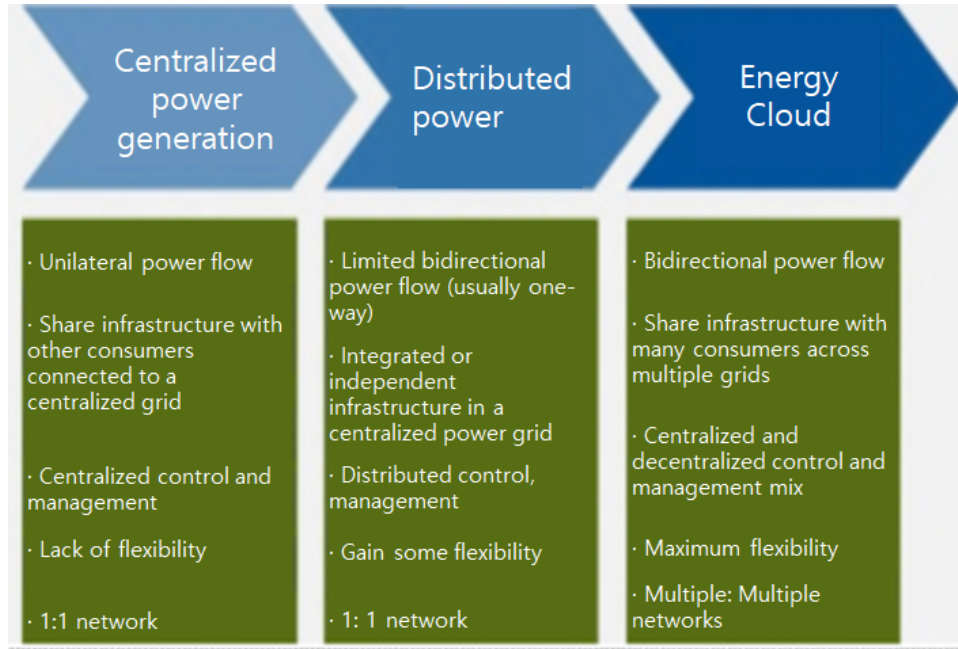 Centralized
power
generation
Distributed
power
Energy
Cloud
· Unilateral power flow
· Share infrastructure with
other consumers
connected to a
centralized grid
· Centralized control and
management
· Lack of flexibility
· 1:1 network
· Limited bidirectional
power flow (usually one-
way)
· Integrated or
independent
infrastructure in a
centralized power grid
· Distributed control,
management
· Gain some flexibility
· 1: 1 network
· Bidirectional power flow
· Share infrastructure with
many consumers across
multiple grids
· Centralized and
decentralized control and
management mix
· Maximum flexibility
· Multiple: Multiple
networks